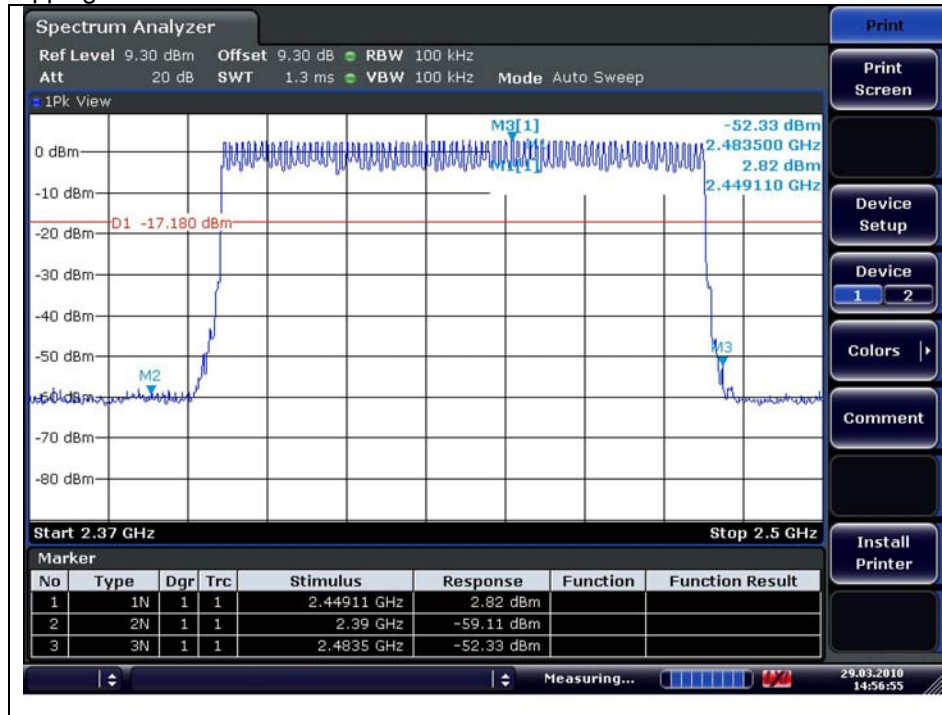 Spectrum Analyzer
Ref Level 9.30 dBm Offset 9.30 dB RBW 100 kHz
Att 20 dB SWT 1.3 ms VBW 100 kHz Mode Auto Sweep
1Pk View
M3[1] -52.33 dBm
2.483500 GHz
M1[1] 2.82 dBm
2.449110 GHz
0 dBm
-10 dBm
D1 -17.180 dBm
-20 dBm
-30 dBm
-40 dBm
-50 dBm
M3
M2
-60 dBm
-70 dBm
-80 dBm
Start 2.37 GHz Stop 2.5 GHz
Marker
No Type Dgr Trc Stimulus Response Function Function Result
1 1N 1 1 2.44911 GHz 2.82 dBm
2 2N 1 1 2.39 GHz -59.11 dBm
3 3N 1 1 2.4835 GHz -52.33 dBm
Measuring...
29.03.2010
14:56:55
Print
Print
Screen
Device
Setup
Device
1 2
Colors
Comment
Install
Printer